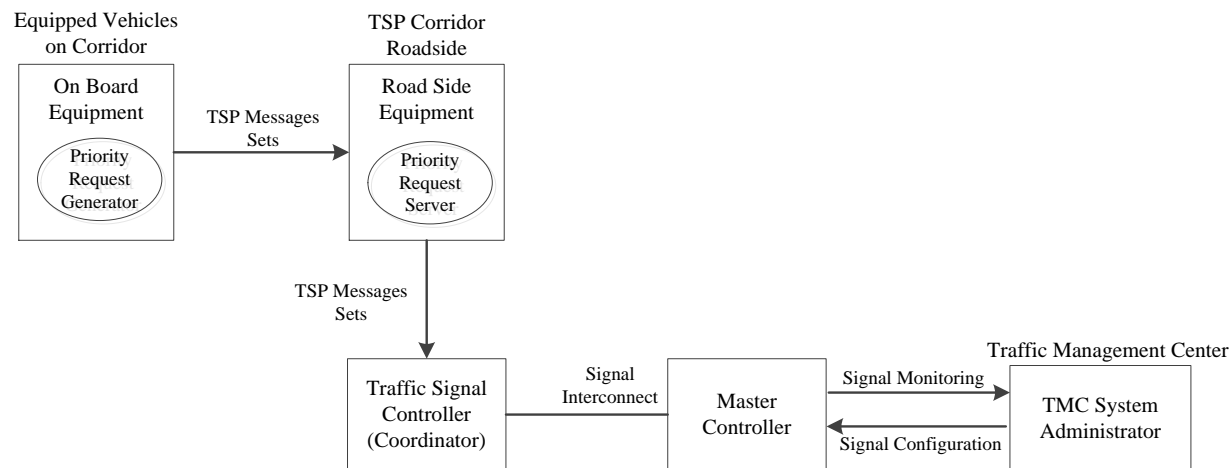 Equipped Vehicles
on Corridor
TSP Corridor
Roadside
On Board
Equipment
Priority
Request
Generator
TSP Messages
Sets
Road Side
Equipment
Priority
Request
Server
TSP Messages
Sets
Traffic Signal
Controller
(Coordinator)
Signal
Interconnect
Master
Controller
Signal Monitoring
Signal Configuration
Traffic Management Center
TMC System
Administrator